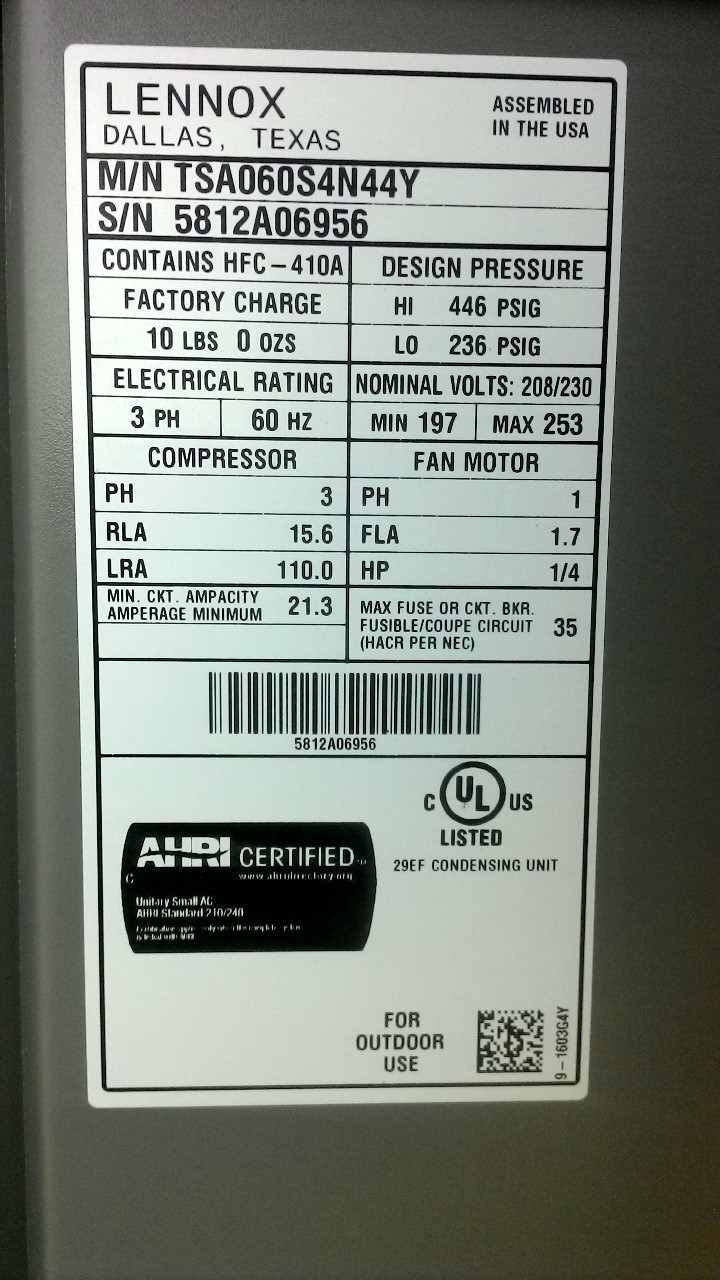 LENNOX
DALLAS, TEXAS
ASSEMBLED
IN THE USA
M/N TSA060S4N44Y
S/N 5812A06956
CONTAINS HFC-410A
DESIGN PRESSURE
FACTORY CHARGE
HI 446 PSIG
10 LBS 0 OZS
LO 236 PSIG
ELECTRICAL RATING
NOMINAL VOLTS: 208/230
3 PH 60 HZ
MIN 197 MAX 253
COMPRESSOR
FAN MOTOR
PH 3
PH 1
RLA 15.6
FLA 1.7
LRA 110.0
HP 1/4
MIN. CKT. AMPACITY
AMPERAGE MINIMUM 21.3
MAX FUSE OR CKT. BKR.
FUSIBLE/COUPE CIRCUIT 35
(HACR PER NEC)
5812A06956
C UL US
LISTED
29EF CONDENSING UNIT
AHRI CERTIFIED
www.ahridirectory.org
Unitary Small AC
AHRI Standard 210/240
FOR
OUTDOOR
USE
9-1603G4Y